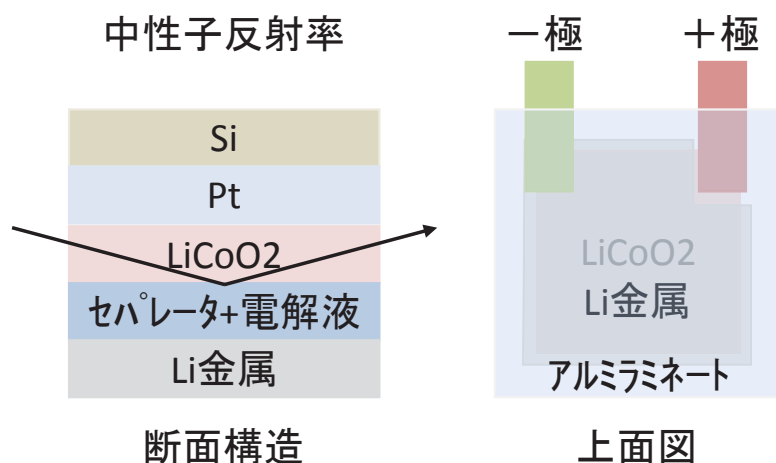 中性子反射率
Si
Pt
LiCoO2
セパレータ+電解液
Li金属
断面構造
－極
＋極
LiCoO2
Li金属
アルミラミネート
上面図